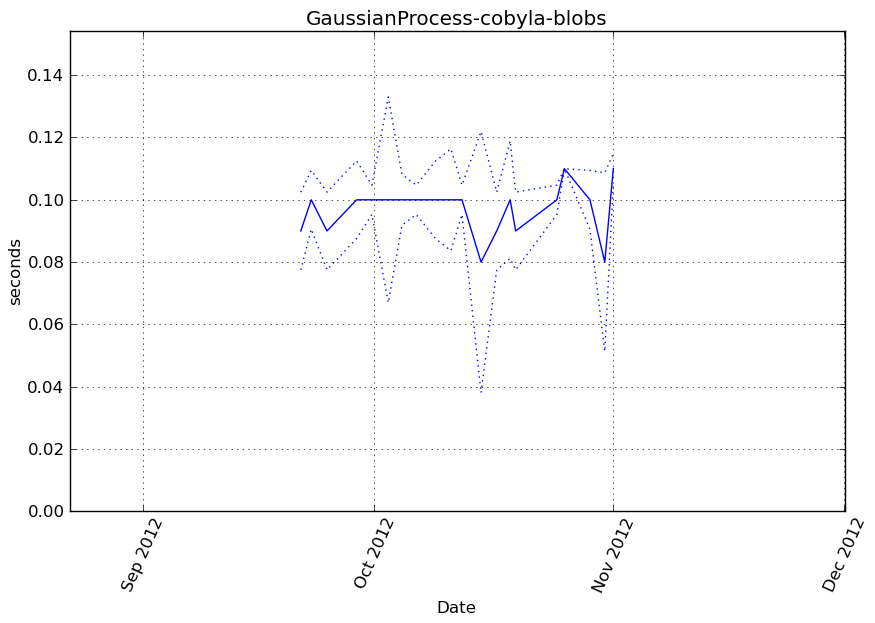 GaussianProcess-cobyla-blobs
0.14
0.12
0.10
0.08
0.06
0.04
0.02
0.00
seconds
Sep 2012
Oct 2012
Nov 2012
Dec 2012
Date